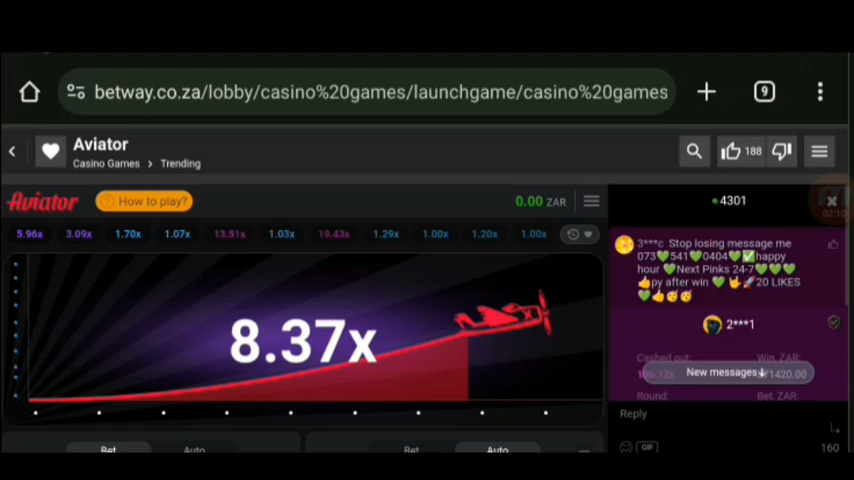 9
betway.co.za/lobby/casino%20games/launchgame/casino%20games
Aviator
Casino Games > Trending
188
Aviator
? How to play?
0.00 ZAR
4301
02:10
5.96x 3.09x 1.70x 1.07x 13.51x 1.03x 19.43x 1.29x 1.00x 1.20x 1.00x
8.37x
3***c Stop losing message me
073💚541💚0404💚✅happy
hour 💚Next Pinks 24-7💚💚💚
👍py after win 💚 🤟🚀20 LIKES
💚👍🥳🥳
2***1
Cashed out: Win, ZAR:
1420.00
New messages↓
Round: Bet, ZAR:
Reply
GIF 160
Bet Auto Bet Auto